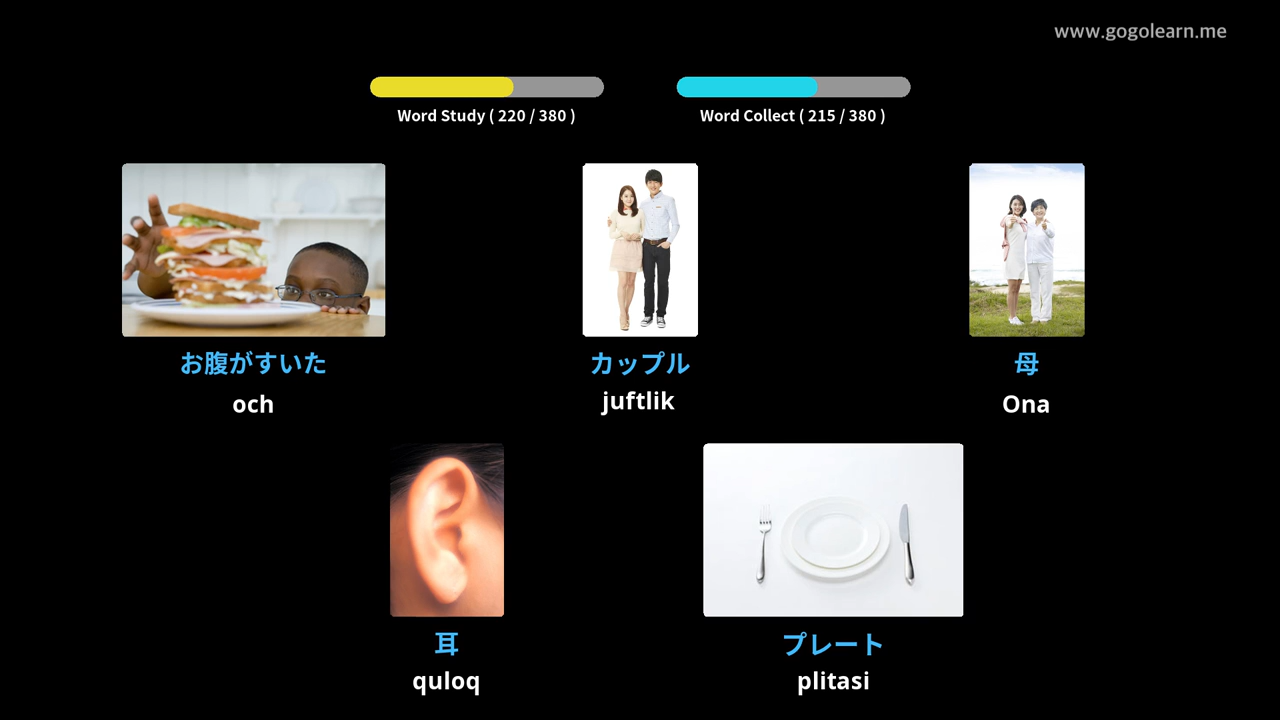 www.gogolearn.me
Word Study ( 220 / 380 )
Word Collect ( 215 / 380 )
お腹がすいた
och
カップル
juftlik
母
Ona
耳
quloq
プレート
plitasi